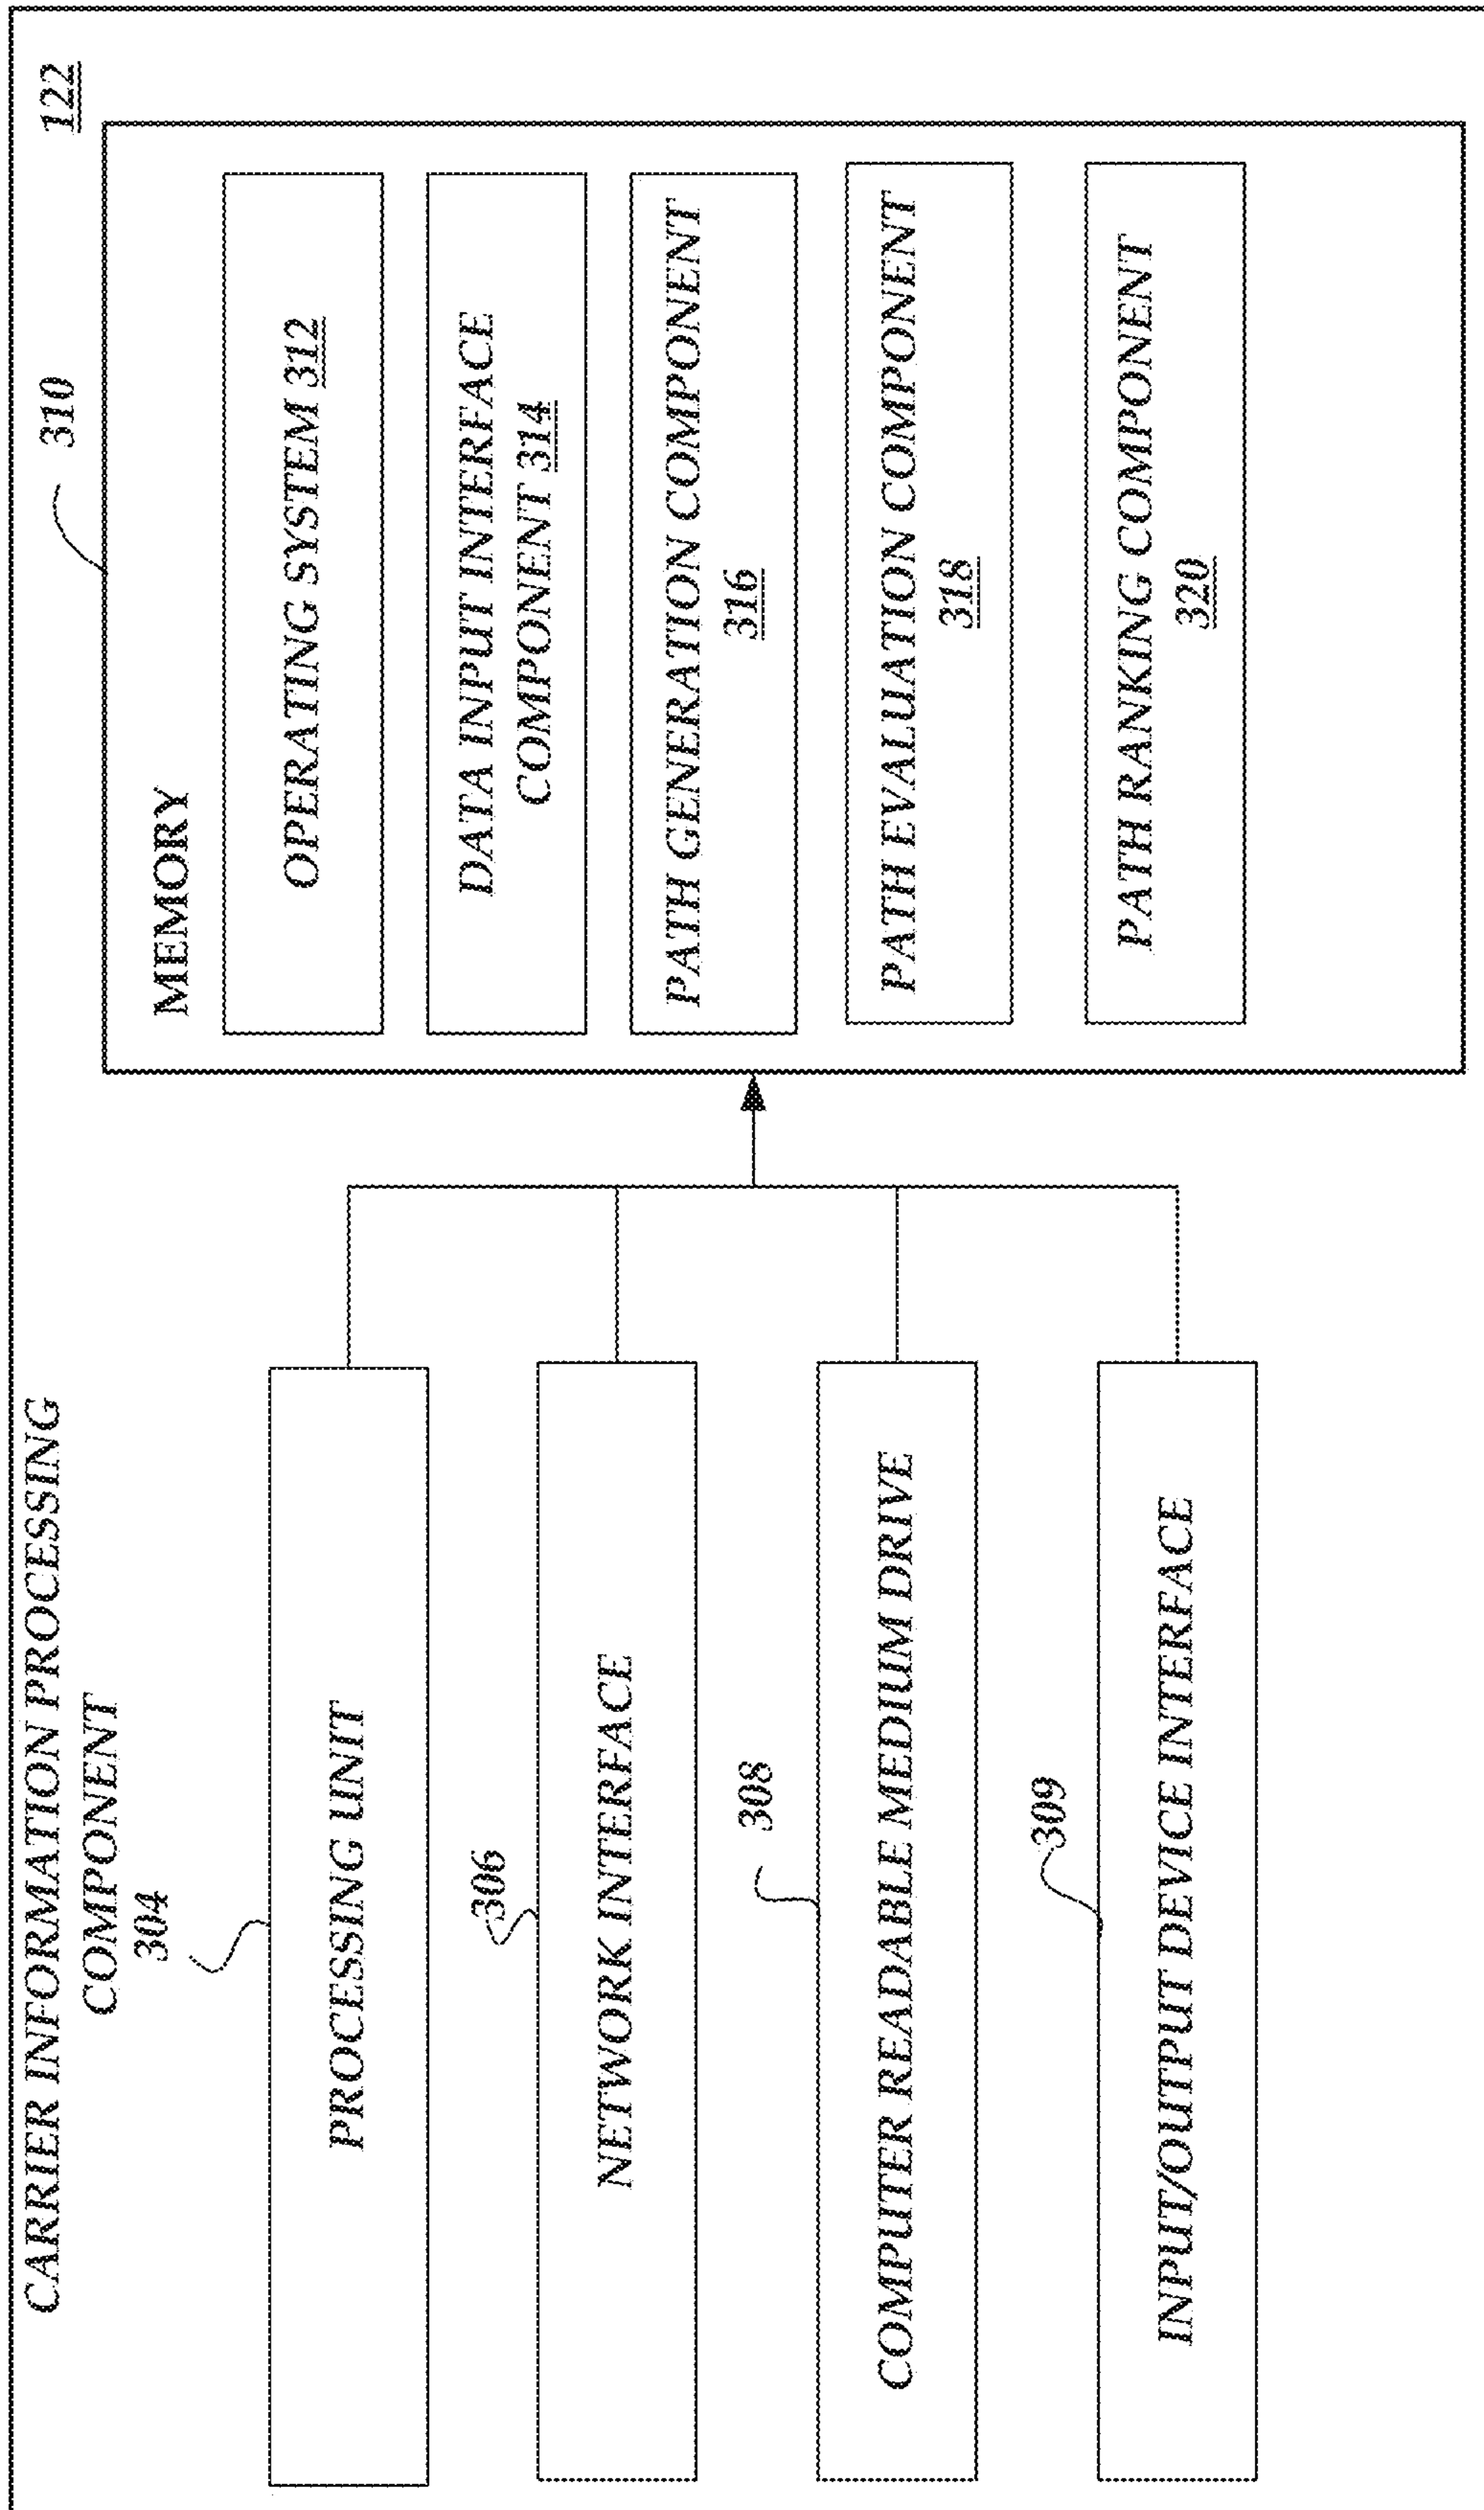 CARRIER INFORMATION PROCESSING
COMPONENT
122
304
PROCESSING UNIT
306
NETWORK INTERFACE
308
COMPUTER READABLE MEDIUM DRIVE
309
INPUT/OUTPUT DEVICE INTERFACE
310
MEMORY
OPERATING SYSTEM 312
DATA INPUT INTERFACE
COMPONENT 314
PATH GENERATION COMPONENT
316
PATH EVALUATION COMPONENT
318
PATH RANKING COMPONENT
320